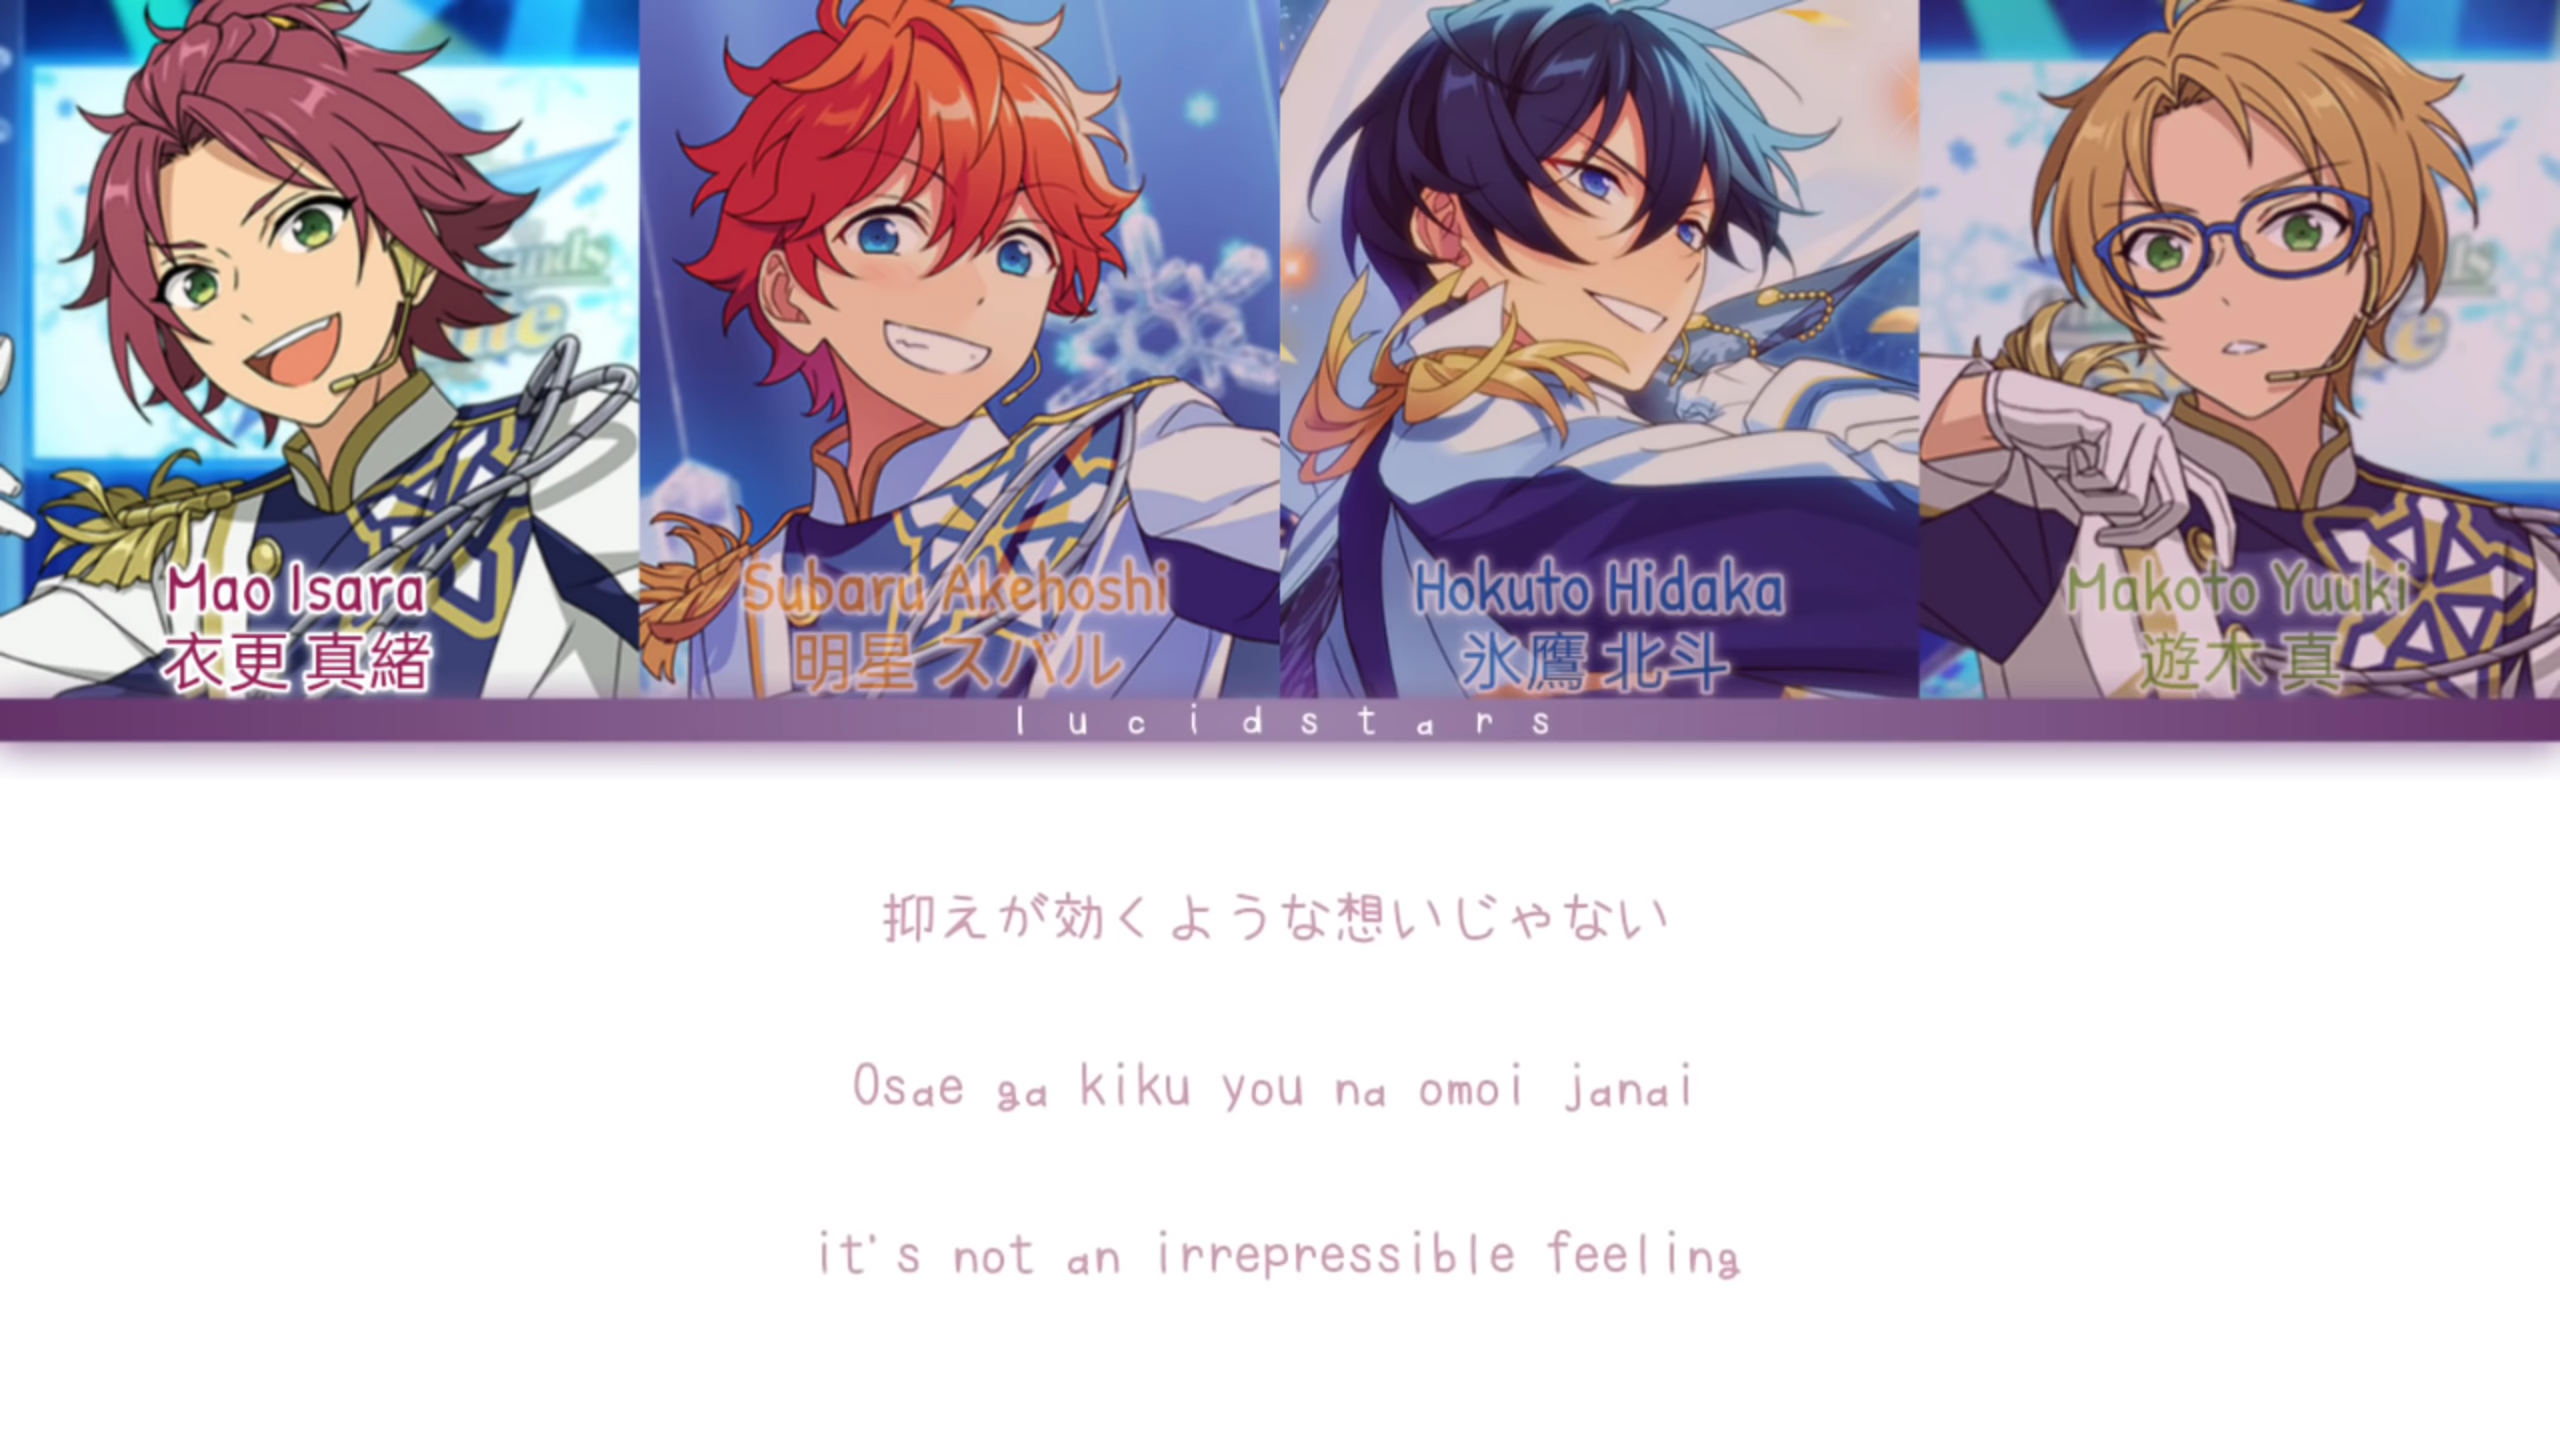 Mao Isara
衣更 真緒
Subaru Akehoshi
明星 スバル
Hokuto Hidaka
氷鷹 北斗
Makoto Yuuki
遊木 真
lucidstars
抑えが効くような想いじゃない
Osae ga kiku you na omoi janai
it's not an irrepressible feeling